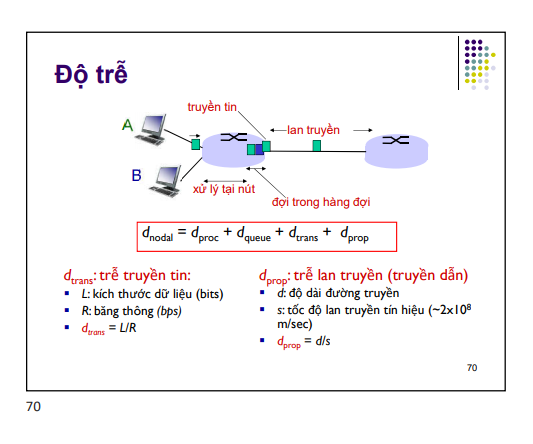 Độ trễ
truyền tin
A
lan truyền
B
xử lý tại nút
đợi trong hàng đợi
dnodal = dproc + dqueue + dtrans + dprop
dtrans: trễ truyền tin:
▪ L: kích thước dữ liệu (bits)
▪ R: băng thông (bps)
▪ dtrans = L/R
dprop: trễ lan truyền (truyền dẫn)
▪ d: độ dài đường truyền
▪ s: tốc độ lan truyền tín hiệu (~2x10⁸
m/sec)
▪ dprop = d/s
70
70